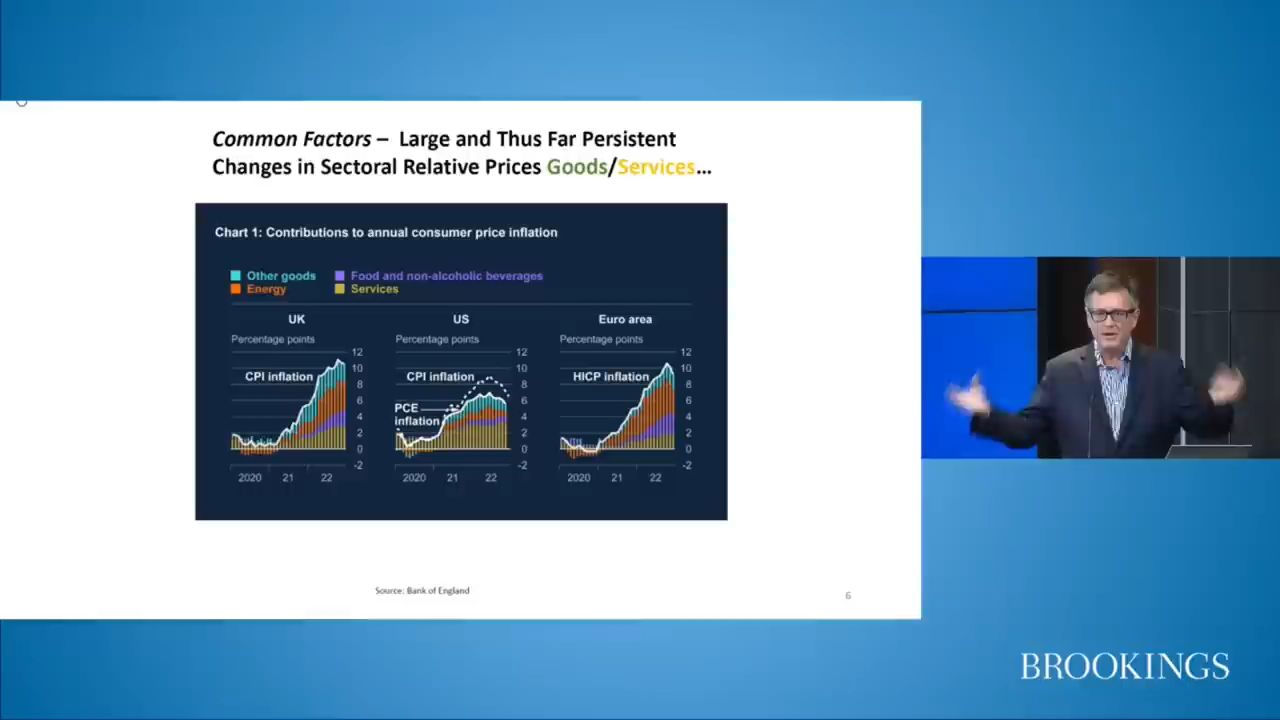 Common Factors – Large and Thus Far Persistent
Changes in Sectoral Relative Prices Goods/Services...
Chart 1: Contributions to annual consumer price inflation
Other goods
Food and non-alcoholic beverages
Energy
Services
UK
US
Euro area
Percentage points
Percentage points
Percentage points
12
10
8
6
4
2
0
-2
CPI inflation
2020 21 22
12
10
8
6
4
2
0
-2
CPI inflation
PCE
inflation
2020 21 22
12
10
8
6
4
2
0
-2
HICP inflation
2020 21 22
Source: Bank of England
6
BROOKINGS